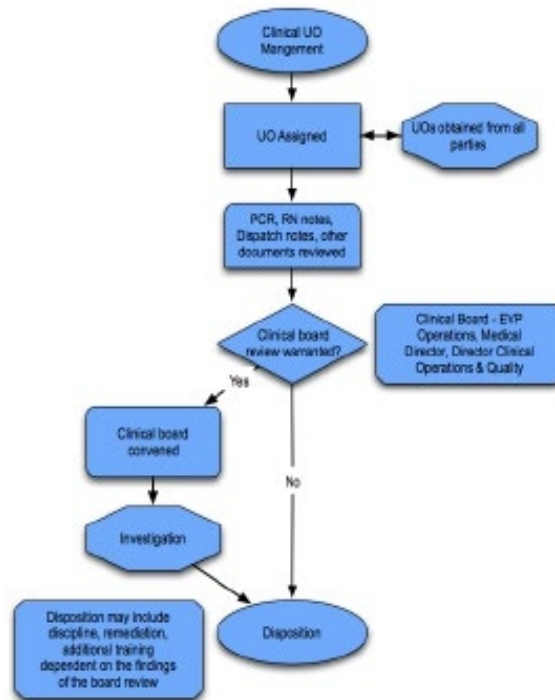 Clinical UO
Mangement
UO Assigned
UOs obtained from all
parties
PCR, RN notes,
Dispatch notes, other
documents reviewed
Clinical board
review warranted?
Clinical Board - EVP
Operations, Medical
Director, Director Clinical
Operations & Quality
Yes
Clinical board
convened
No
Investigation
Disposition may include
discipline, remediation,
additional training
dependent on the findings
of the board review
Disposition